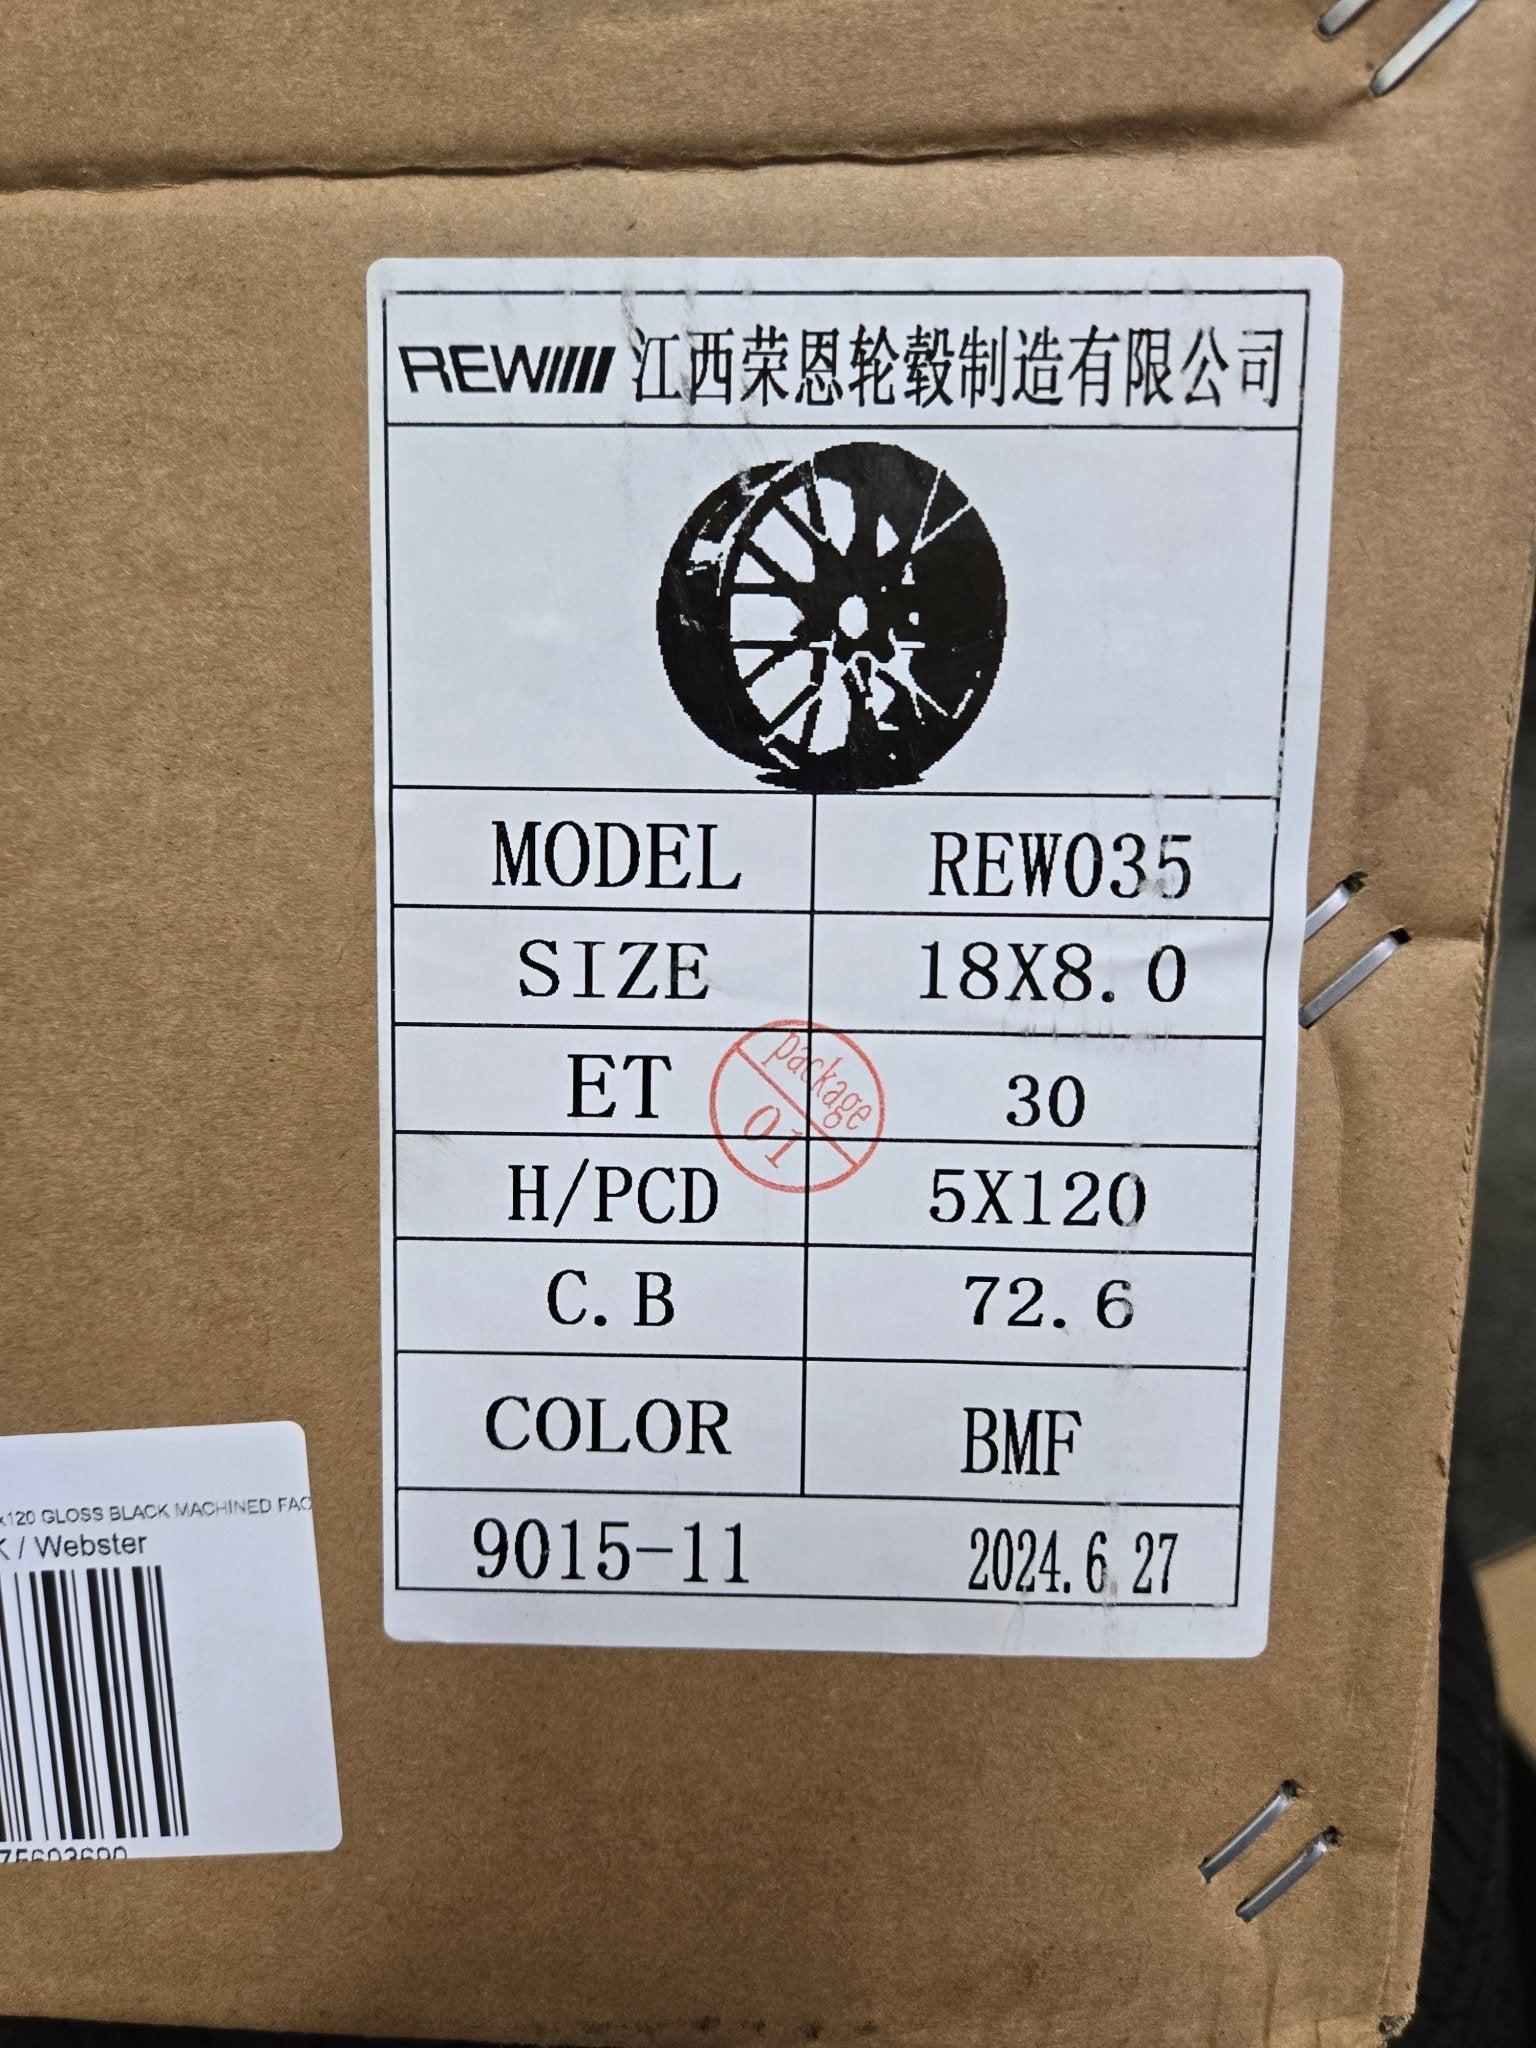 REW 江西荣恩轮毂制造有限公司
MODEL REW035
SIZE 18X8.0
ET 30
package
01
H/PCD 5X120
C.B 72.6
COLOR BMF
9015-11 2024.6.27
x120 GLOSS BLACK MACHINED FAC
K / Webster
75603690